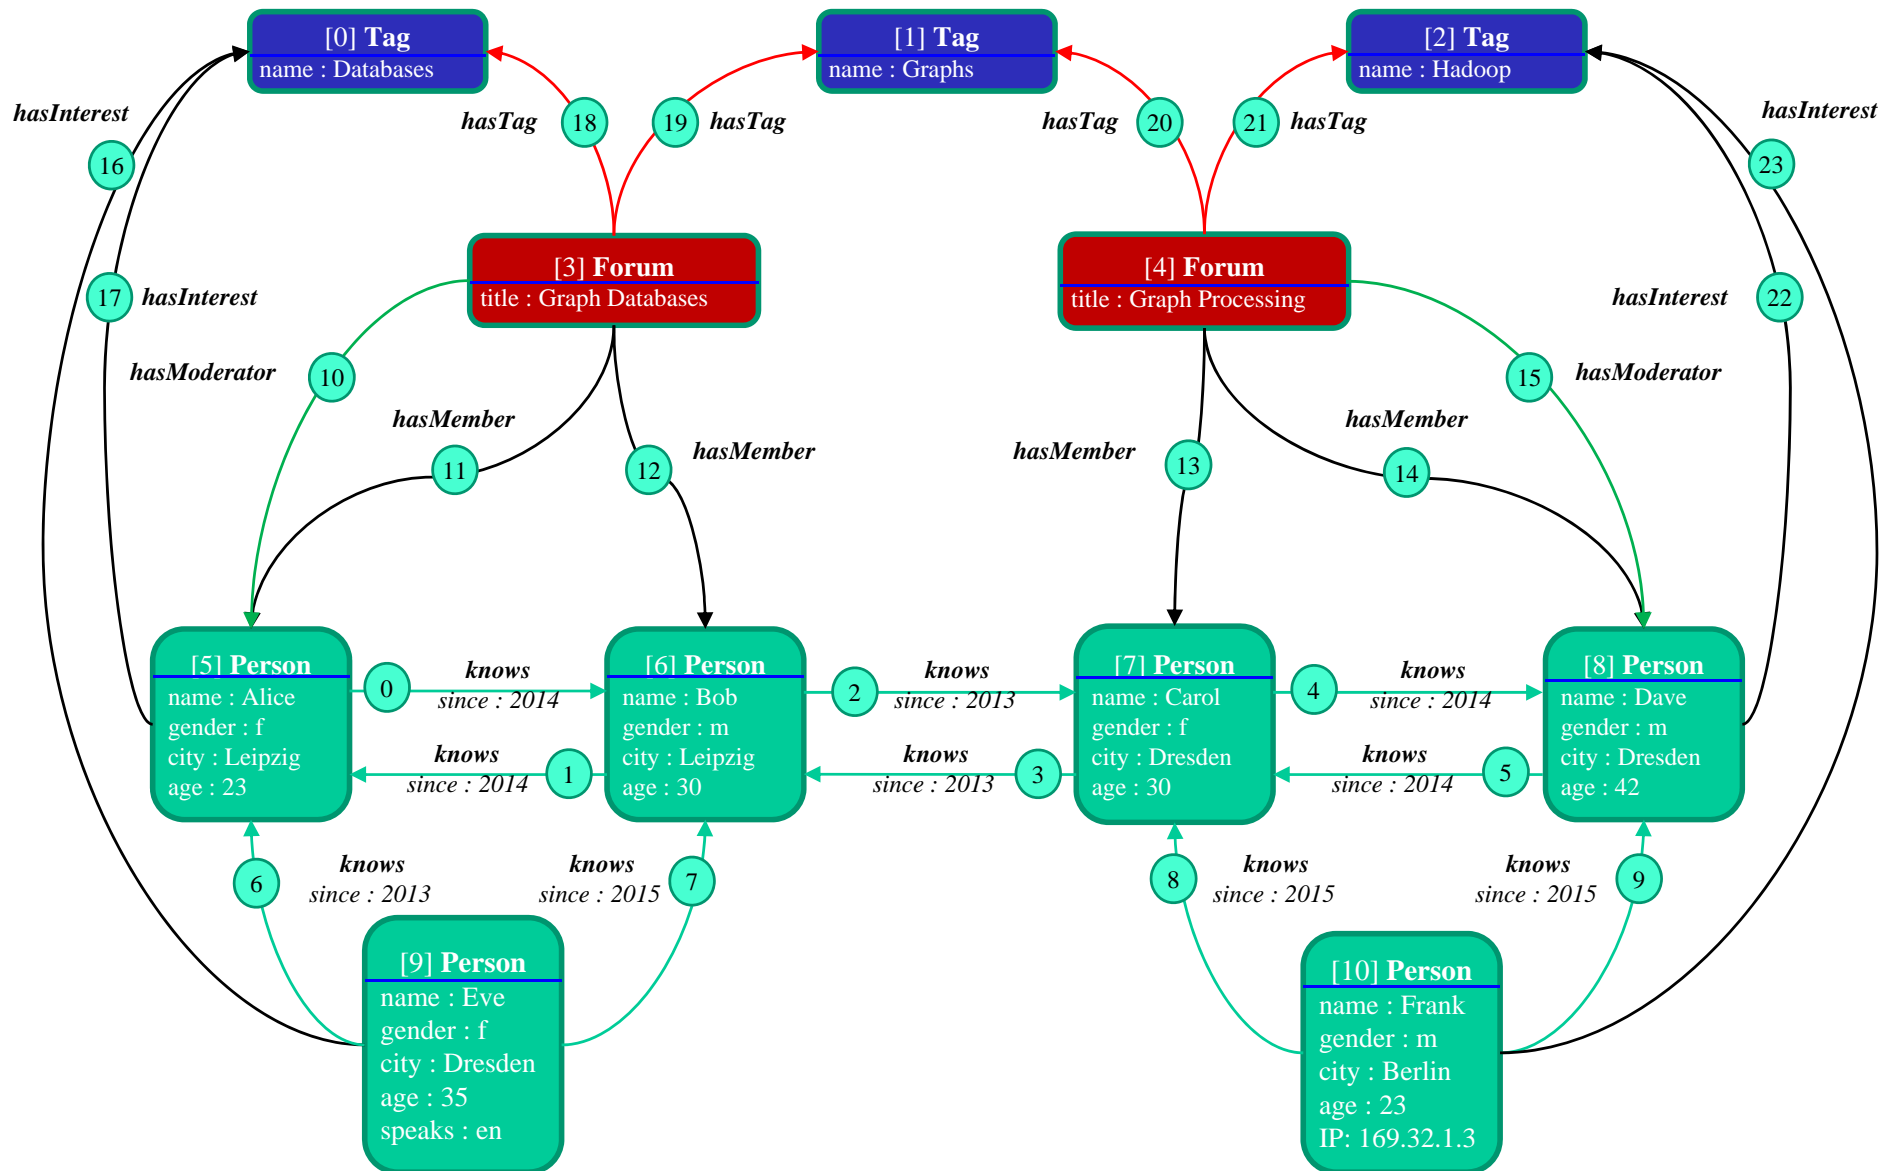 [0] Tag
name : Databases
[1] Tag
name : Graphs
[2] Tag
name : Hadoop
hasInterest
16
hasTag
18
19
hasTag
hasTag
20
21
hasTag
hasInterest
23
17
hasInterest
[3] Forum
title : Graph Databases
[4] Forum
title : Graph Processing
hasInterest
22
hasModerator
10
hasMember
11
12
hasMember
hasMember
13
hasMember
14
15
hasModerator
[5] Person
name : Alice
gender : f
city : Leipzig
age : 23
0
knows
since : 2014
knows
since : 2014
1
[6] Person
name : Bob
gender : m
city : Leipzig
age : 30
2
knows
since : 2013
knows
since : 2013
3
[7] Person
name : Carol
gender : f
city : Dresden
age : 30
4
knows
since : 2014
knows
since : 2014
5
[8] Person
name : Dave
gender : m
city : Dresden
age : 42
6
knows
since : 2013
knows
since : 2015
7
8
knows
since : 2015
knows
since : 2015
9
[9] Person
name : Eve
gender : f
city : Dresden
age : 35
speaks : en
[10] Person
name : Frank
gender : m
city : Berlin
age : 23
IP: 169.32.1.3